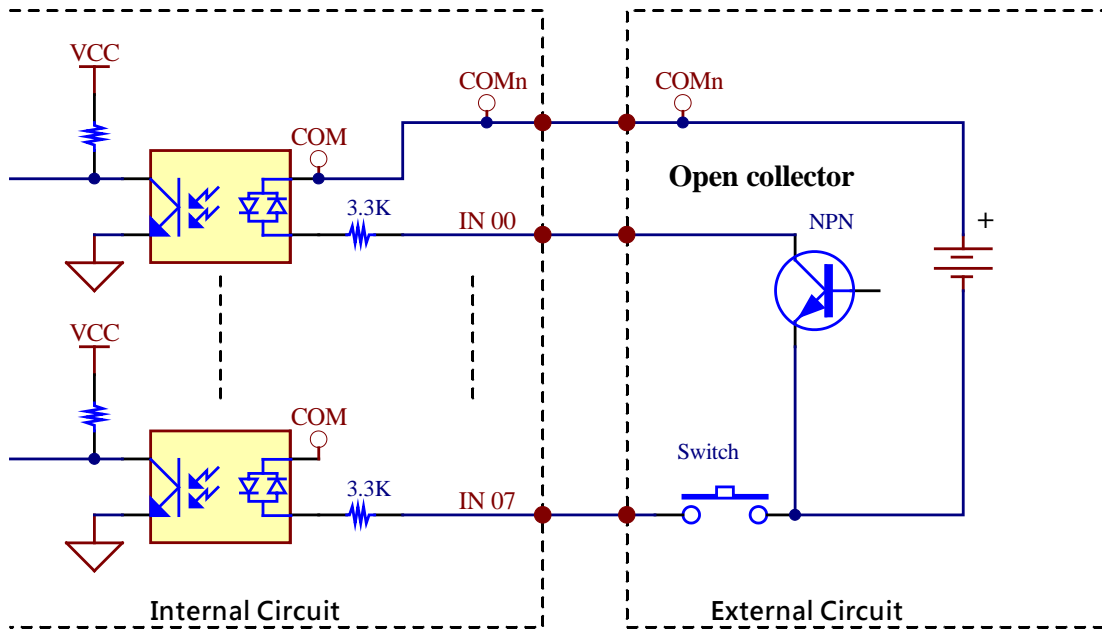 VCC
COMn
COMn
COM
Open collector
3.3K
IN 00
NPN
+
VCC
COM
Switch
3.3K
IN 07
Internal Circuit
External Circuit